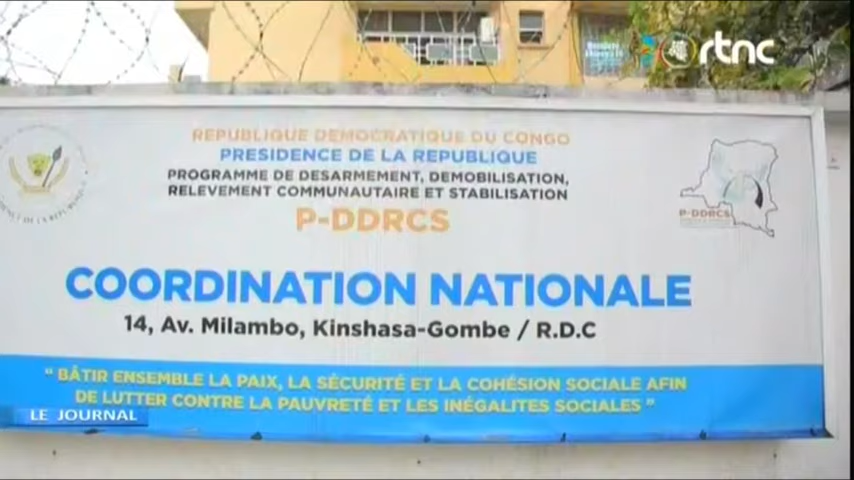 rtnc
REPUBLIQUE DEMOCRATIQUE DU CONGO
PRESIDENCE DE LA REPUBLIQUE
PROGRAMME DE DESARMEMENT, DEMOBILISATION,
RELEVEMENT COMMUNAUTAIRE ET STABILISATION
P-DDRCS
P-DDRCS
COORDINATION NATIONALE
14, Av. Milambo, Kinshasa-Gombe / R.D.C
“ BÂTIR ENSEMBLE LA PAIX, LA SÉCURITÉ ET LA COHÉSION SOCIALE AFIN
DE LUTTER CONTRE LA PAUVRETÉ ET LES INÉGALITES SOCIALES ”
LE JOURNAL